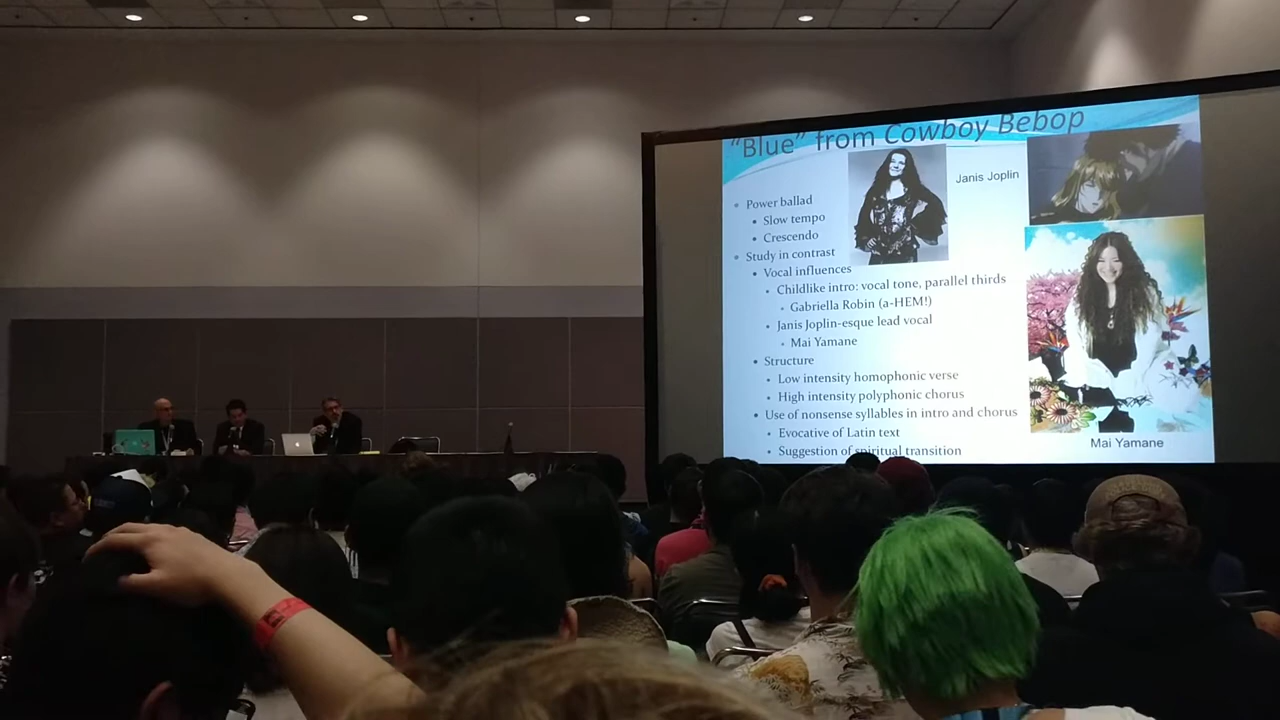 "Blue" from Cowboy Bebop
Janis Joplin
Power ballad
Slow tempo
Crescendo
Study in contrast
Vocal influences
Childlike intro: vocal tone, parallel thirds
Gabriella Robin (a-HEM!)
Janis Joplin-esque lead vocal
Mai Yamane
Structure
Low intensity homophonic verse
High intensity polyphonic chorus
Use of nonsense syllables in intro and chorus
Evocative of Latin text
Suggestion of spiritual transition
Mai Yamane